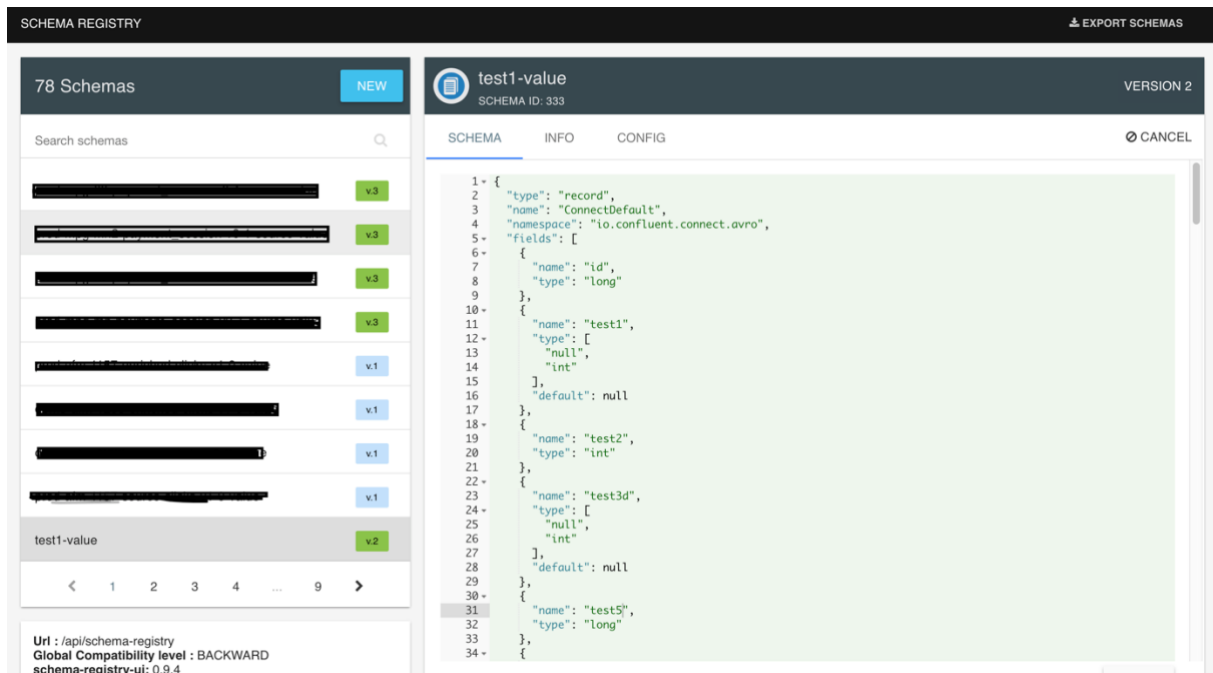 SCHEMA REGISTRY
EXPORT SCHEMAS
78 Schemas
NEW
Search schemas
v.3
v.3
v.3
v.3
v.1
v.1
v.1
v.1
test1-value
v.2
1 2 3 4 ... 9
Url : /api/schema-registry
Global Compatibility level : BACKWARD
schema-registry-ui: 0.9.4
test1-value
SCHEMA ID: 333
VERSION 2
SCHEMA INFO CONFIG
CANCEL
1 {
2 "type": "record",
3 "name": "ConnectDefault",
4 "namespace": "io.confluent.connect.avro",
5 "fields": [
6 {
7 "name": "id",
8 "type": "long"
9 },
10 {
11 "name": "test1",
12 "type": [
13 "null",
14 "int"
15 ],
16 "default": null
17 },
18 {
19 "name": "test2",
20 "type": "int"
21 },
22 {
23 "name": "test3d",
24 "type": [
25 "null",
26 "int"
27 ],
28 "default": null
29 },
30 {
31 "name": "test5",
32 "type": "long"
33 },
34 {